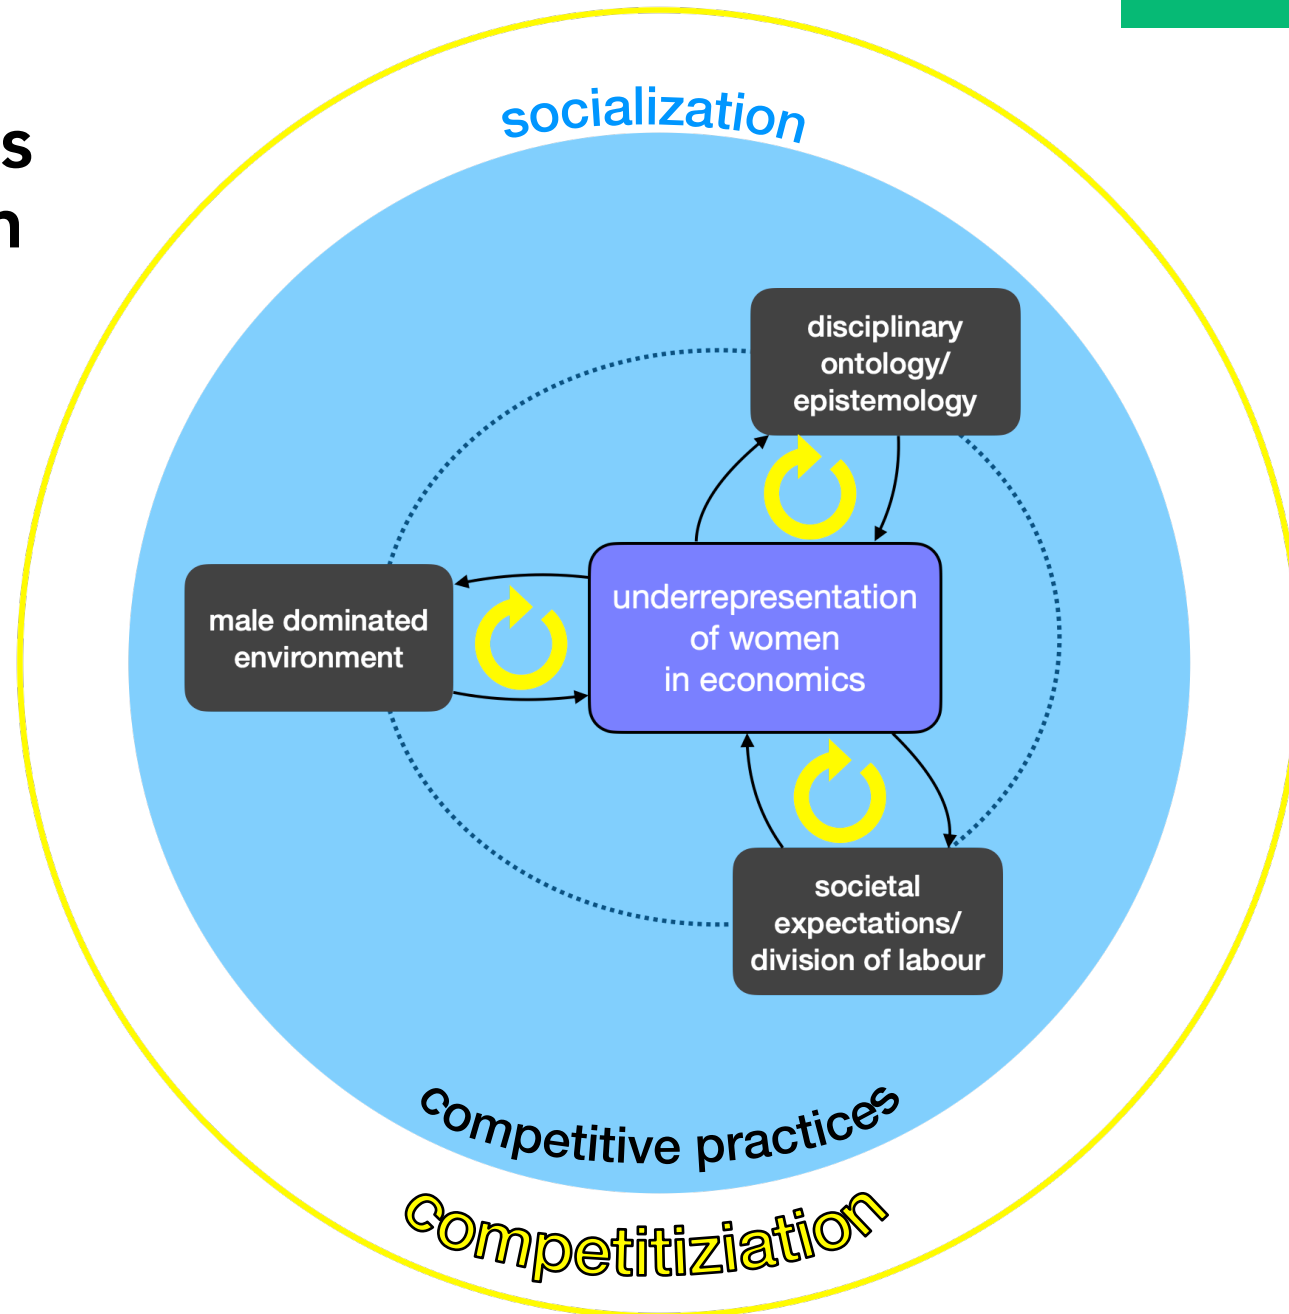 s
n
socialization
disciplinary
ontology/
epistemology
male dominated
environment
underrepresentation
of women
in economics
societal
expectations/
division of labour
competitive practices
competitiziation